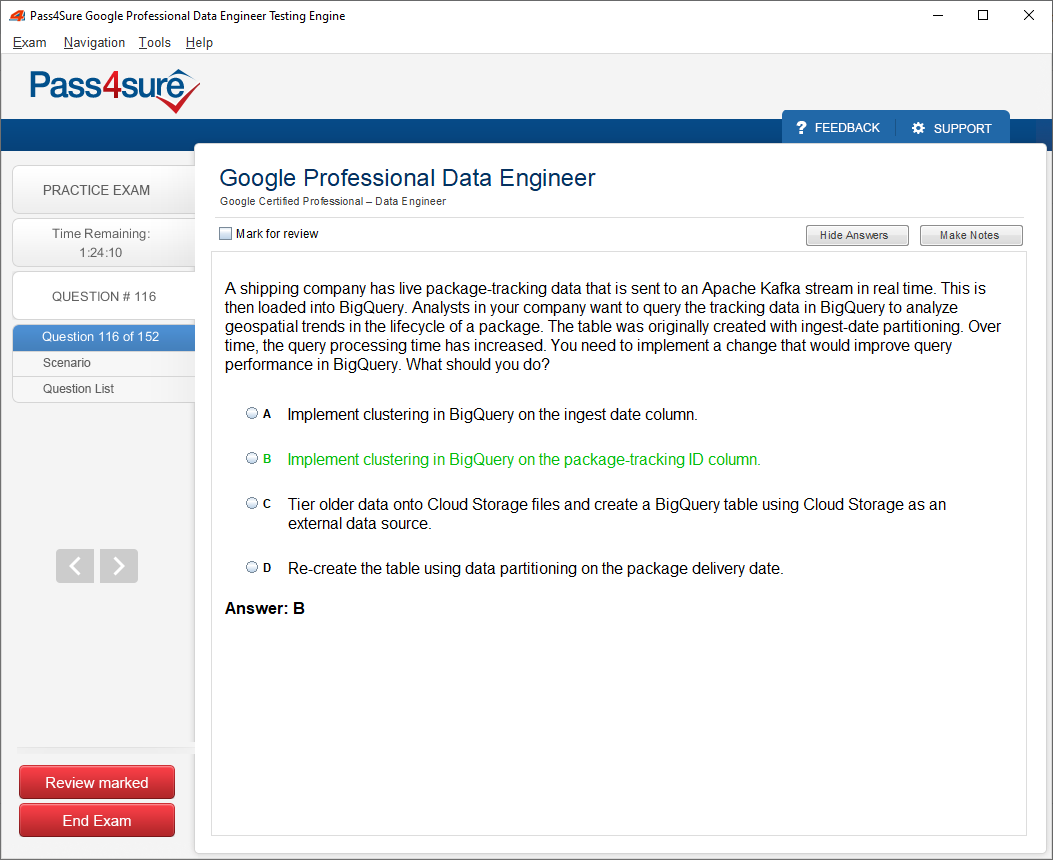 Pass4Sure Google Professional Data Engineer Testing Engine
Exam Navigation Tools Help
Pass4sure
? FEEDBACK SUPPORT
PRACTICE EXAM
Time Remaining:
1:24:10
QUESTION # 116
Question 116 of 152
Scenario
Question List
Google Professional Data Engineer
Google Certified Professional – Data Engineer
Mark for review
Hide Answers Make Notes
A shipping company has live package-tracking data that is sent to an Apache Kafka stream in real time. This is
then loaded into BigQuery. Analysts in your company want to query the tracking data in BigQuery to analyze
geospatial trends in the lifecycle of a package. The table was originally created with ingest-date partitioning. Over
time, the query processing time has increased. You need to implement a change that would improve query
performance in BigQuery. What should you do?
A Implement clustering in BigQuery on the ingest date column.
B Implement clustering in BigQuery on the package-tracking ID column.
C Tier older data onto Cloud Storage files and create a BigQuery table using Cloud Storage as an
external data source.
D Re-create the table using data partitioning on the package delivery date.
Answer: B
Review marked
End Exam